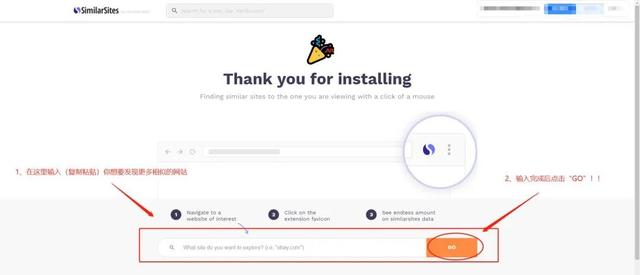 SimilarSites
Search for a site, like "Netflix.com"
Thank you for installing
Finding similar sites to the one you are viewing with a click of a mouse
1、在这里输入（复制粘贴）你想要发现更多相似的网站
2、输入完成后点击“GO”！！
1 Navigate to a
website of interest
2 Click on the
extension favicon
3 See endless amount
on similarsites data
What site do you want to explore? (i.e. "ebay.com")
GO